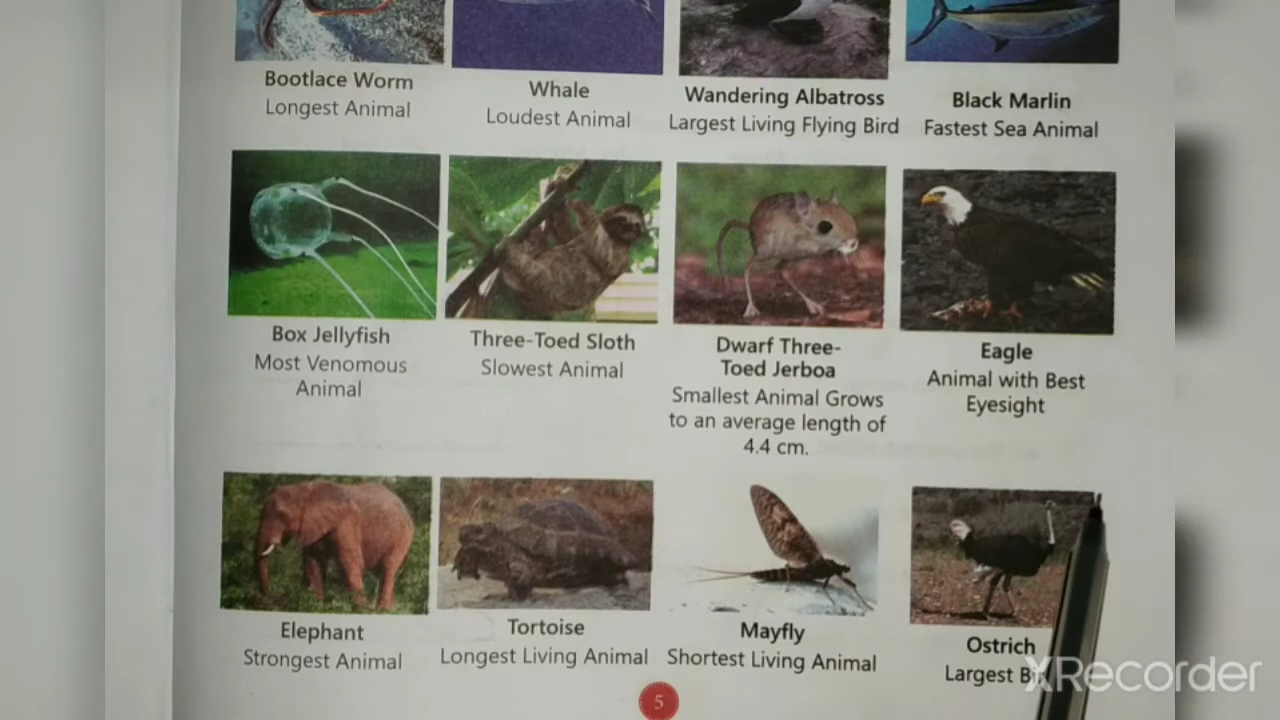 Bootlace Worm
Longest Animal
Whale
Loudest Animal
Wandering Albatross
Largest Living Flying Bird
Black Marlin
Fastest Sea Animal
Box Jellyfish
Most Venomous
Animal
Three-Toed Sloth
Slowest Animal
Dwarf Three-
Toed Jerboa
Smallest Animal Grows
to an average length of
4.4 cm.
Eagle
Animal with Best
Eyesight
Elephant
Strongest Animal
Tortoise
Longest Living Animal
Mayfly
Shortest Living Animal
Ostrich
Largest
XRecorder
5